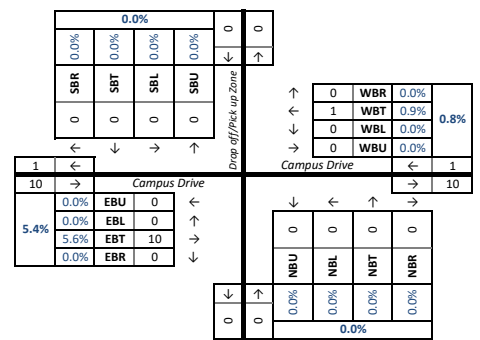 0.0%
0 0
0.0% 0.0% 0.0% 0.0%
↓ ↑
SBR SBT SBL SBU
Drop off/Pick up Zone
0 0 0 0
← ↓ → ↑
↑ 0 WBR 0.0%
← 1 WBT 0.9%
↓ 0 WBL 0.0%
→ 0 WBU 0.0%
0.8%
1 ←
Campus Drive
← 1
10 →
Campus Drive
→ 10
5.4%
0.0% EBU 0 ←
0.0% EBL 0 ↑
5.6% EBT 10 →
0.0% EBR 0 ↓
↓ ← ↑ →
0 0 0 0
NBU NBL NBT NBR
0.0% 0.0% 0.0% 0.0%
↓ ↑
0 0
0.0%